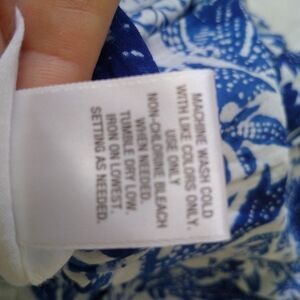 MACHINE WASH COLD
WITH LIKE COLORS ONLY.
USE ONLY
NON-CHLORINE BLEACH
WHEN NEEDED.
TUMBLE DRY LOW.
IRON ON LOWEST
SETTING AS NEEDED.